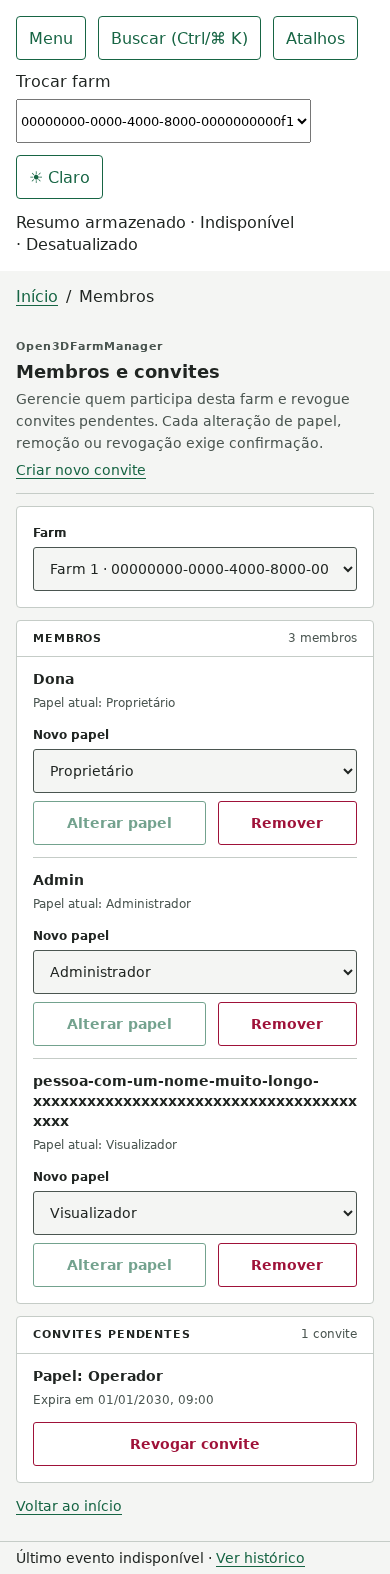 Menu
Buscar (Ctrl/⌘ K)
Atalhos
Trocar farm
00000000-0000-4000-8000-0000000000f1
☀ Claro
Resumo armazenado · Indisponível
· Desatualizado
Início / Membros
Open3DFarmManager
Membros e convites
Gerencie quem participa desta farm e revogue
convites pendentes. Cada alteração de papel,
remoção ou revogação exige confirmação.
Criar novo convite
Farm
Farm 1 · 00000000-0000-4000-8000-00
MEMBROS
3 membros
Dona
Papel atual: Proprietário
Novo papel
Proprietário
Alterar papel
Remover
Admin
Papel atual: Administrador
Novo papel
Administrador
Alterar papel
Remover
pessoa-com-um-nome-muito-longo-
xxxxxxxxxxxxxxxxxxxxxxxxxxxxxxxxxxxx
xxxx
Papel atual: Visualizador
Novo papel
Visualizador
Alterar papel
Remover
CONVITES PENDENTES
1 convite
Papel: Operador
Expira em 01/01/2030, 09:00
Revogar convite
Voltar ao início
Último evento indisponível · Ver histórico